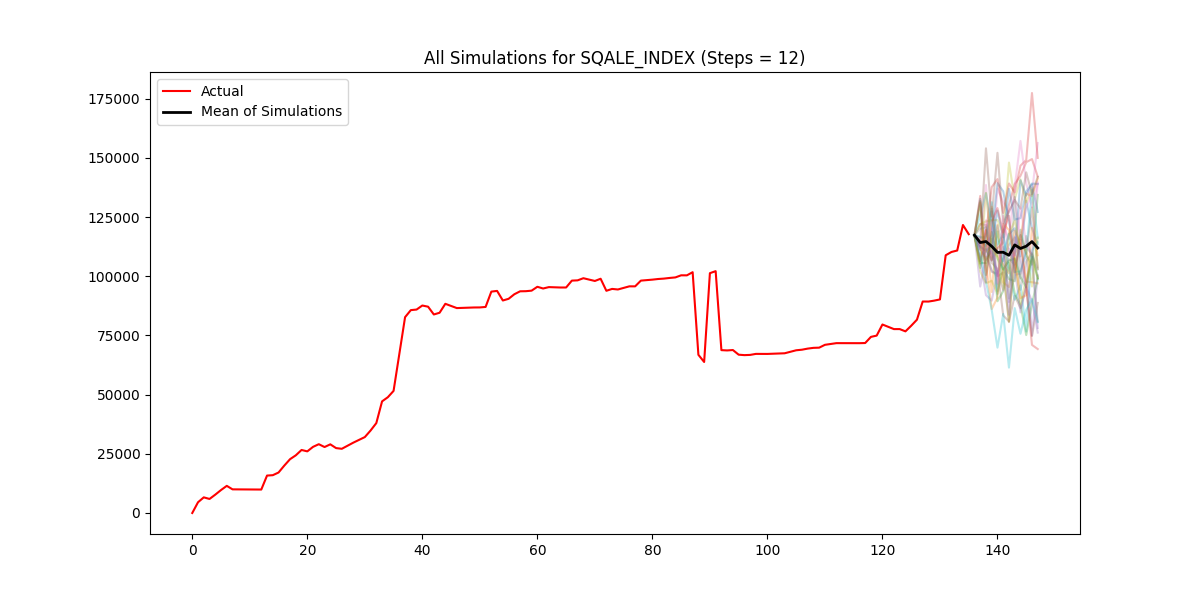 All Simulations for SQALE_INDEX (Steps = 12)
Actual
Mean of Simulations
175000
150000
125000
100000
75000
50000
25000
0
0 20 40 60 80 100 120 140